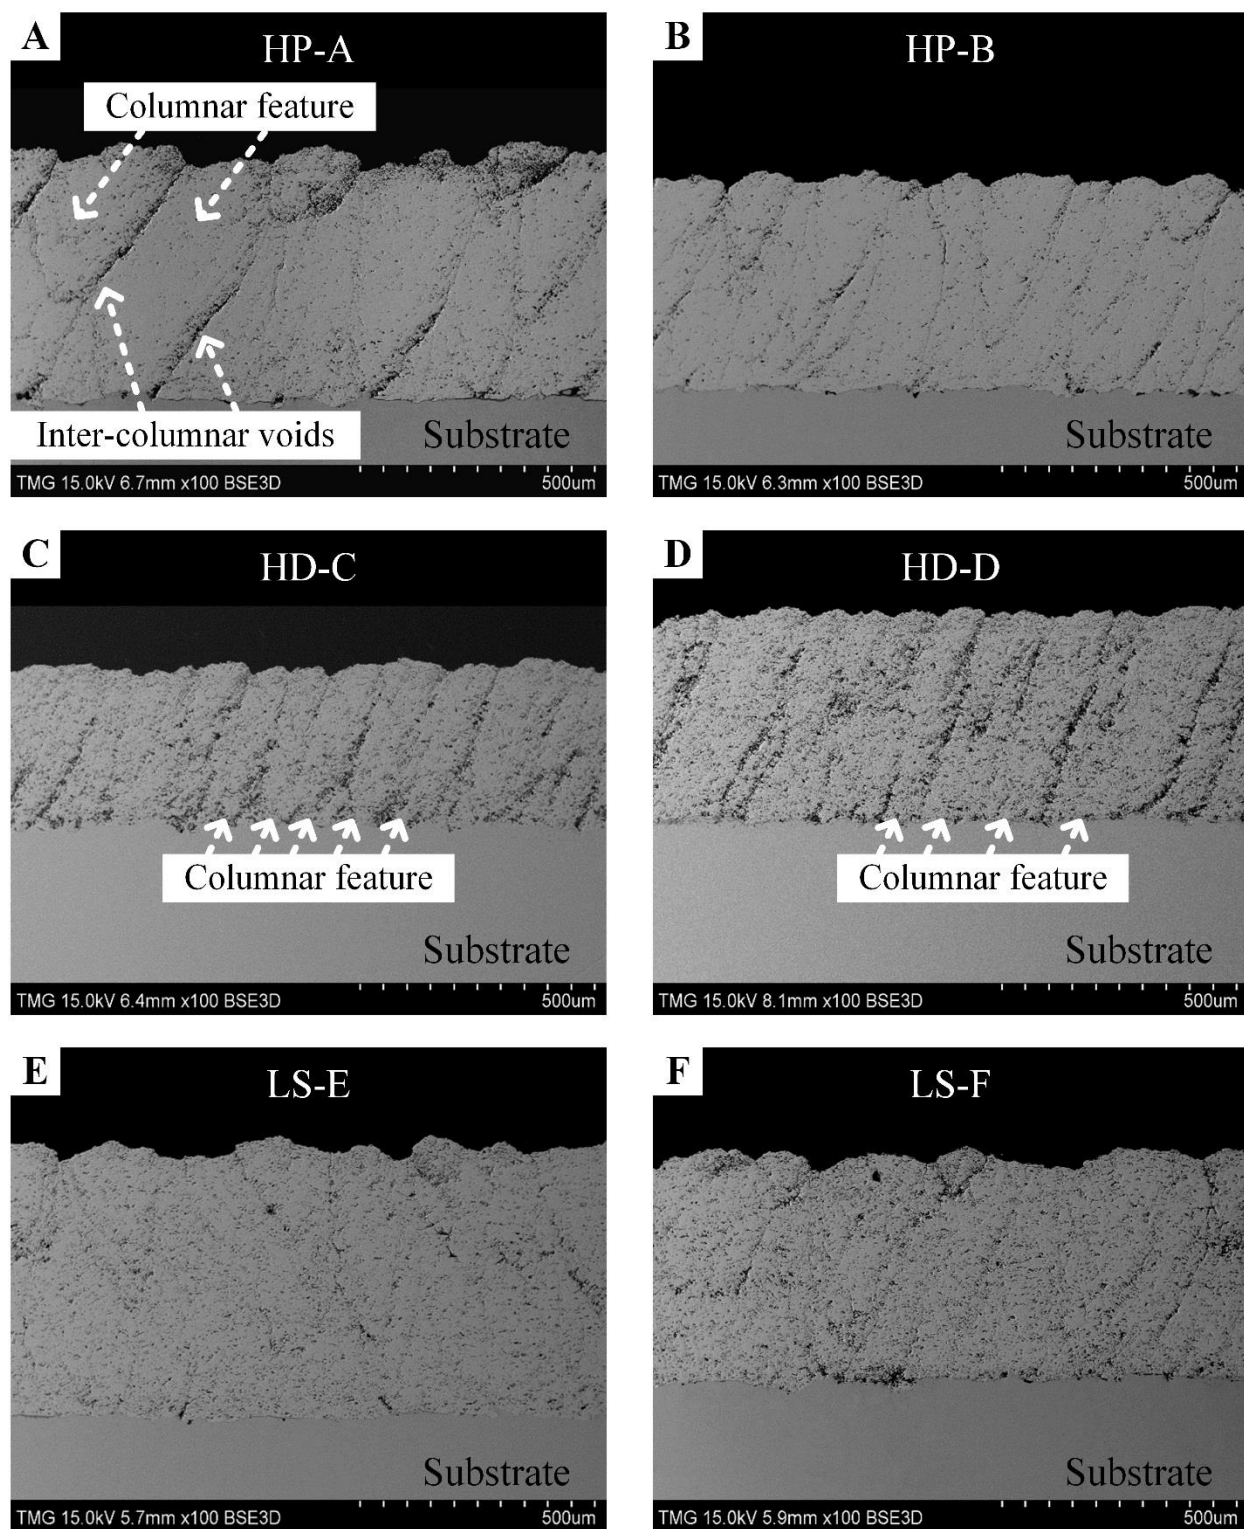 A
HP-A
Columnar feature
Inter-columnar voids
Substrate
TMG 15.0kV 6.7mm x100 BSE3D 500um
B
HP-B
Substrate
TMG 15.0kV 6.3mm x100 BSE3D 500um
C
HD-C
Columnar feature
Substrate
TMG 15.0kV 6.4mm x100 BSE3D 500um
D
HD-D
Columnar feature
Substrate
TMG 15.0kV 8.1mm x100 BSE3D 500um
E
LS-E
Substrate
TMG 15.0kV 5.7mm x100 BSE3D 500um
F
LS-F
Substrate
TMG 15.0kV 5.9mm x100 BSE3D 500um